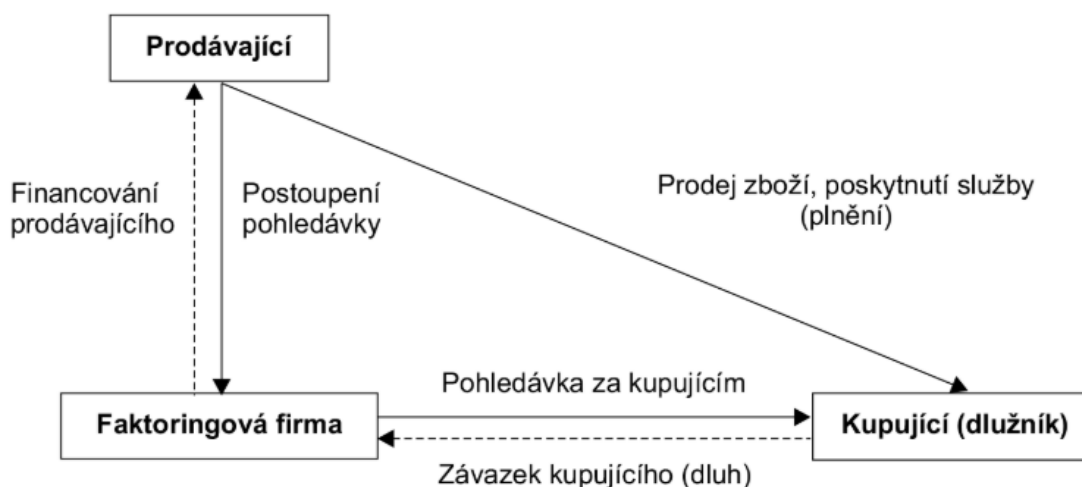 Prodávající
Financování
prodávajícího
Postoupení
pohledávky
Prodej zboží, poskytnutí služby
(plnění)
Pohledávka za kupujícím
Faktoringová firma
Kupující (dlužník)
Závazek kupujícího (dluh)